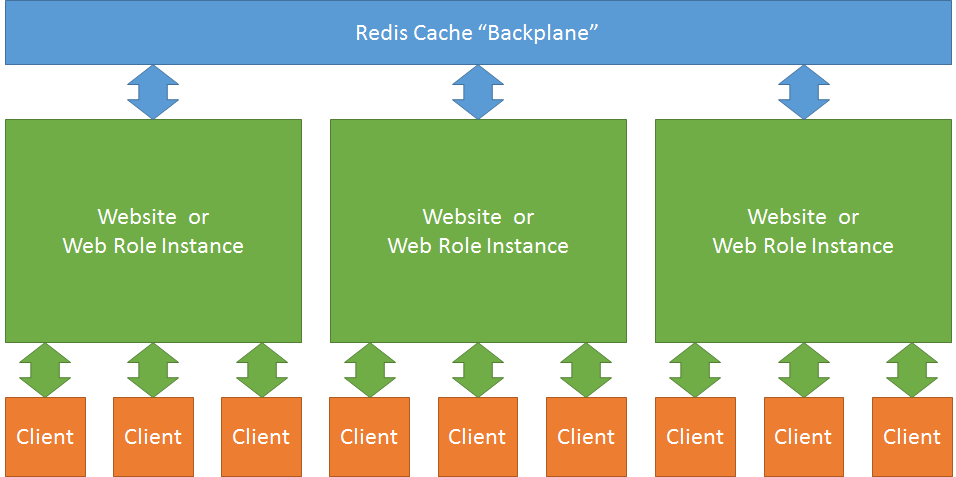 Redis Cache “Backplane”
Website or
Web Role Instance
Website or
Web Role Instance
Website or
Web Role Instance
Client
Client
Client
Client
Client
Client
Client
Client
Client